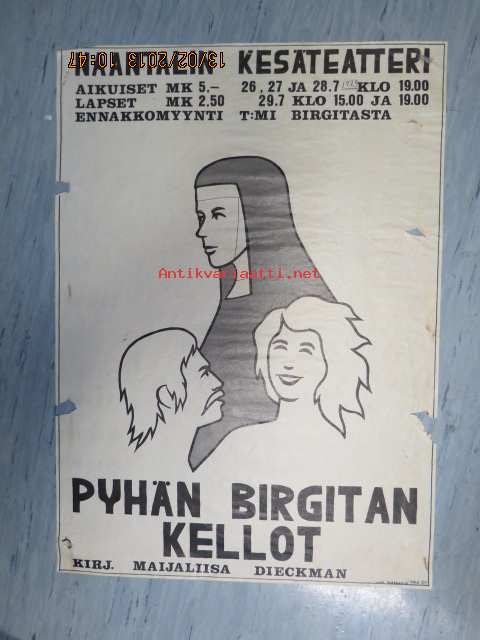 13/02/2013 10:47
NAANTALIN KESÄTEATTERI
AIKUISET MK 5,— 26, 27 JA 28.7 KLO 19.00
LAPSET MK 2,50 29.7 KLO 15.00 JA 19.00
ENNAKKOMYYNTI T:MI BIRGITASTA
Antikvariaatti.net
PYHÄN BIRGITAN
KELLOT
KIRJ. MAIJALIISA DIECKMAN